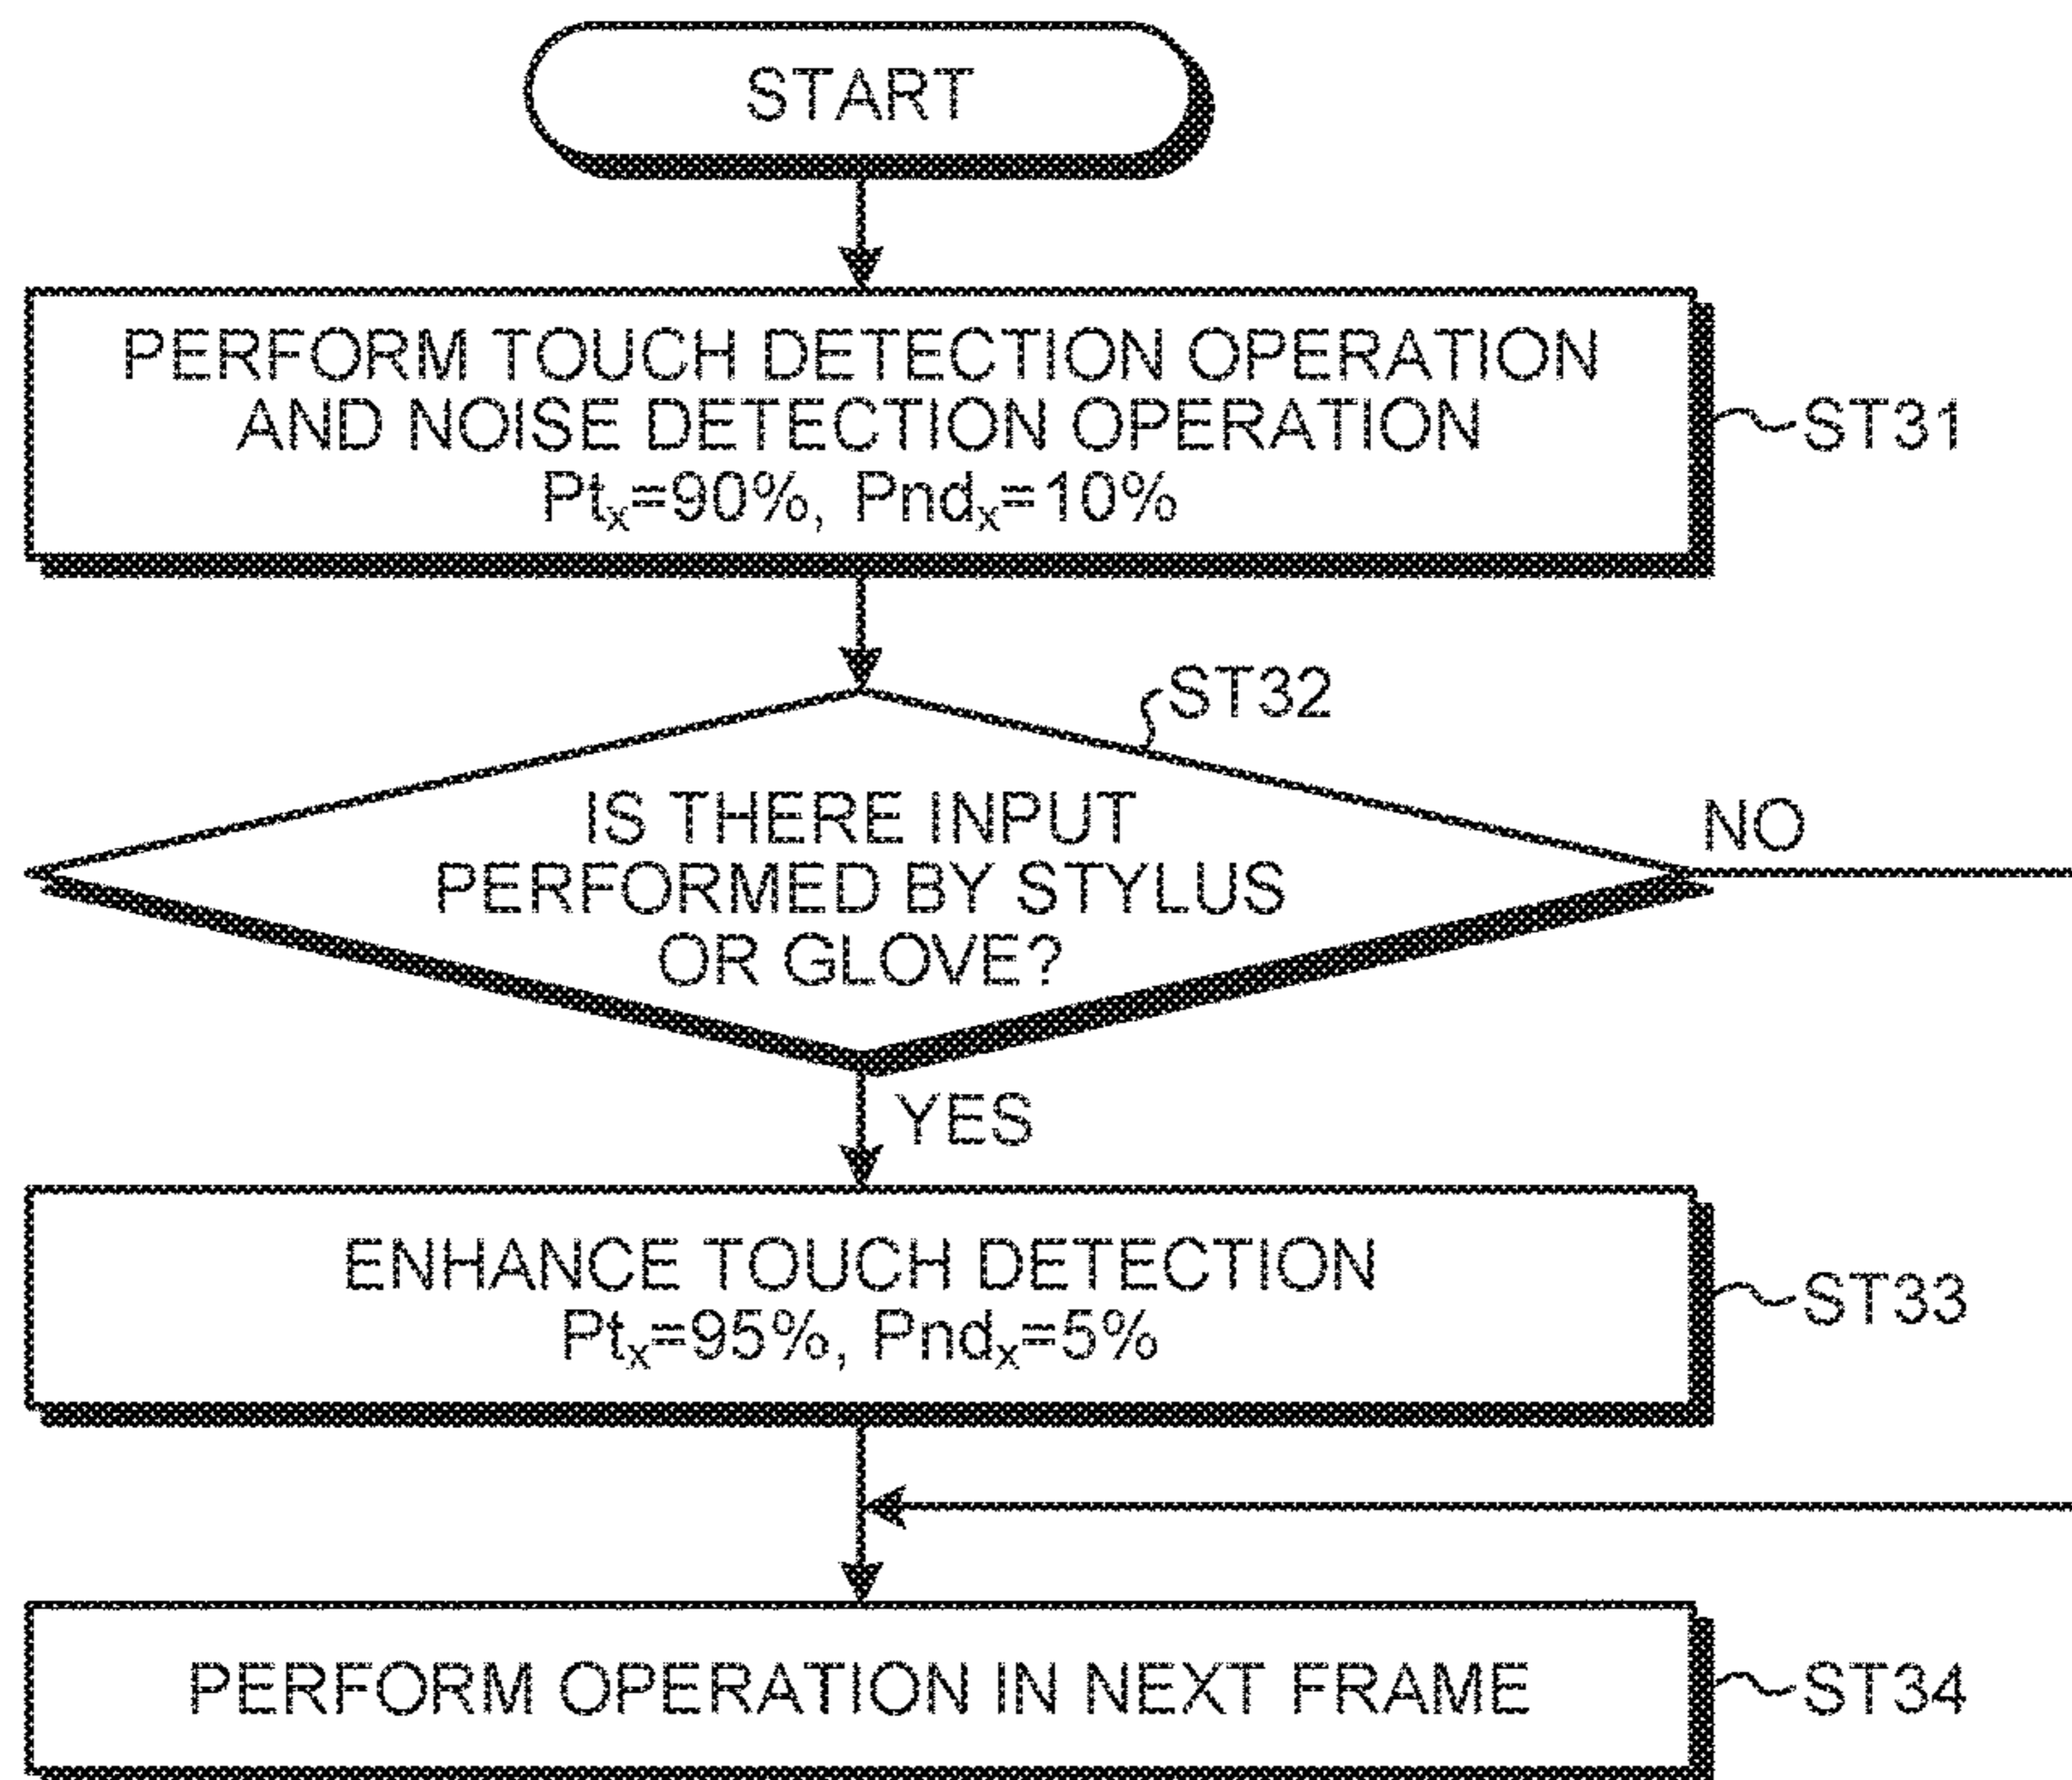 START
PERFORM TOUCH DETECTION OPERATION
AND NOISE DETECTION OPERATION
Ptₓ=90%, Pndₓ=10%
ST31
ST32
IS THERE INPUT
PERFORMED BY STYLUS
OR GLOVE?
NO
YES
ENHANCE TOUCH DETECTION
Ptₓ=95%, Pndₓ=5%
ST33
PERFORM OPERATION IN NEXT FRAME
ST34